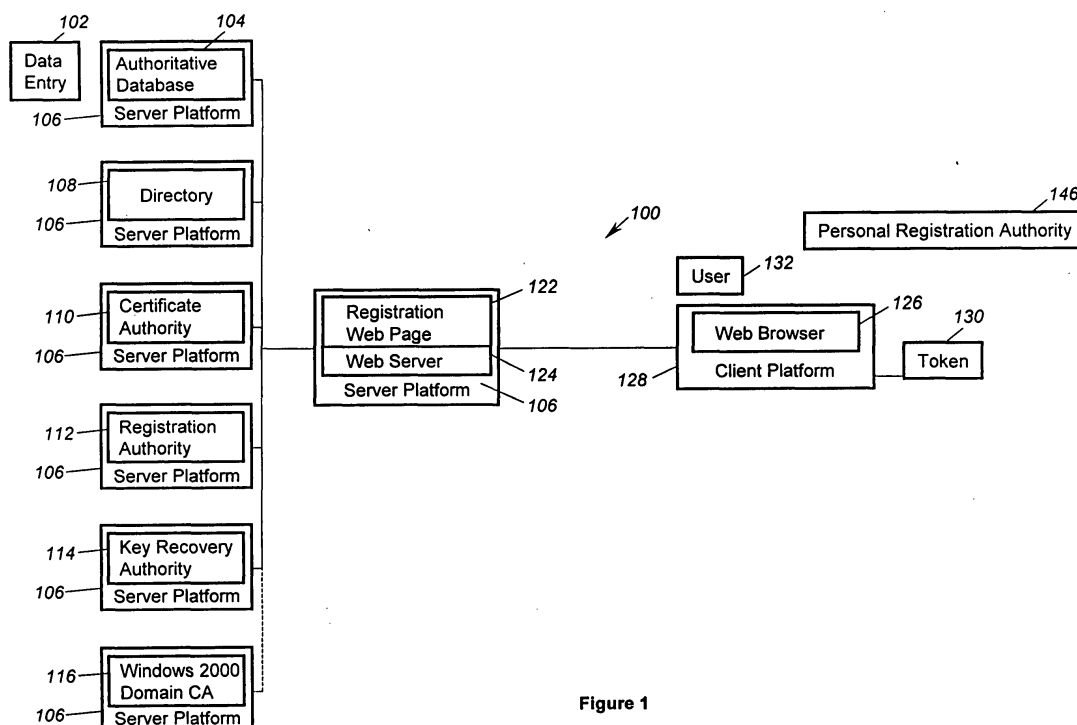 102
Data
Entry
104
Authoritative
Database
106
Server Platform
108
Directory
106
Server Platform
110
Certificate
Authority
106
Server Platform
112
Registration
Authority
106
Server Platform
114
Key Recovery
Authority
106
Server Platform
116
Windows 2000
Domain CA
106
Server Platform
100
122
Registration
Web Page
Web Server
124
Server Platform
106
146
Personal Registration Authority
User
132
126
Web Browser
128
Client Platform
130
Token
Figure 1